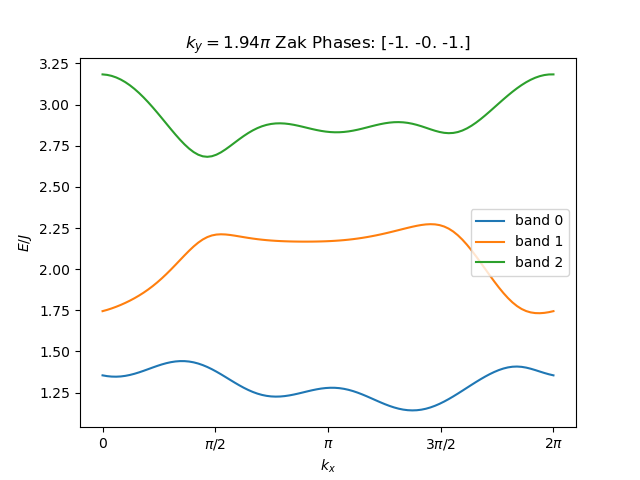 k_y = 1.94π Zak Phases: [-1. -0. -1.]
3.25
3.00
2.75
2.50
2.25
2.00
1.75
1.50
1.25
E/J
band 0
band 1
band 2
0
π/2
π
3π/2
2π
k_x